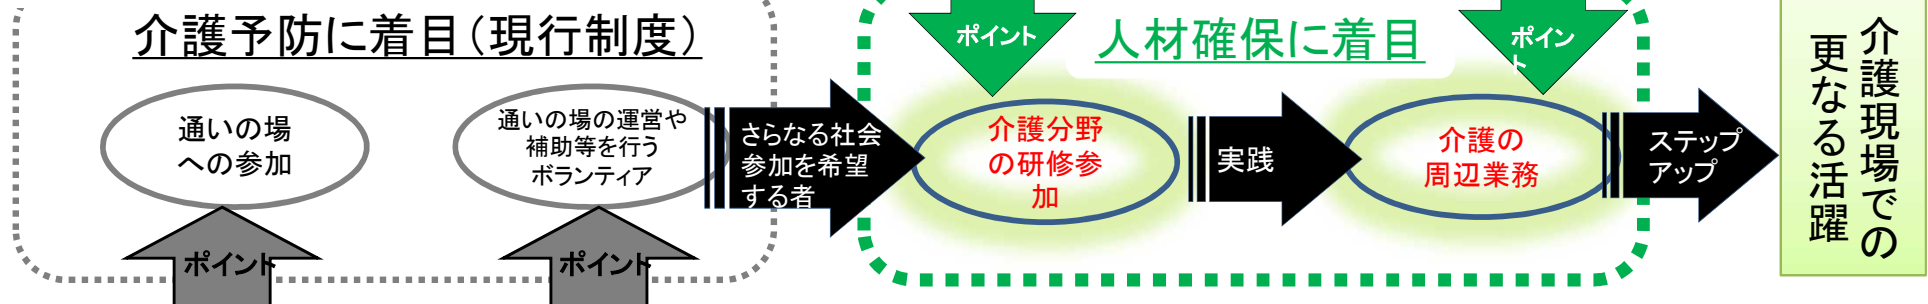 介護予防に着目（現行制度）
通いの場
への参加
通いの場の運営や
補助等を行う
ボランティア
ポイント
ポイント
さらなる社会
参加を希望
する者
人材確保に着目
ポイント
ポイン
ト
介護分野
の研修参
加
実践
介護の
周辺業務
ステップ
アップ
介護現場での
更なる活躍